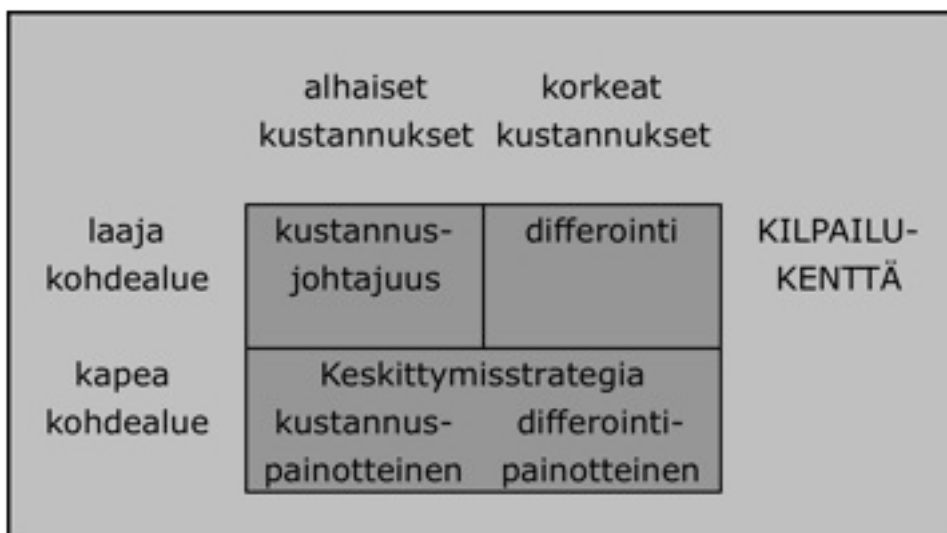 alhaiset korkeat
kustannukset kustannukset
laaja kustannus- differointi KILPAILU-
kohdealue johtajuus KENTTÄ
kapea Keskittymisstrategia
kohdealue kustannus- differointi-
painotteinen painotteinen